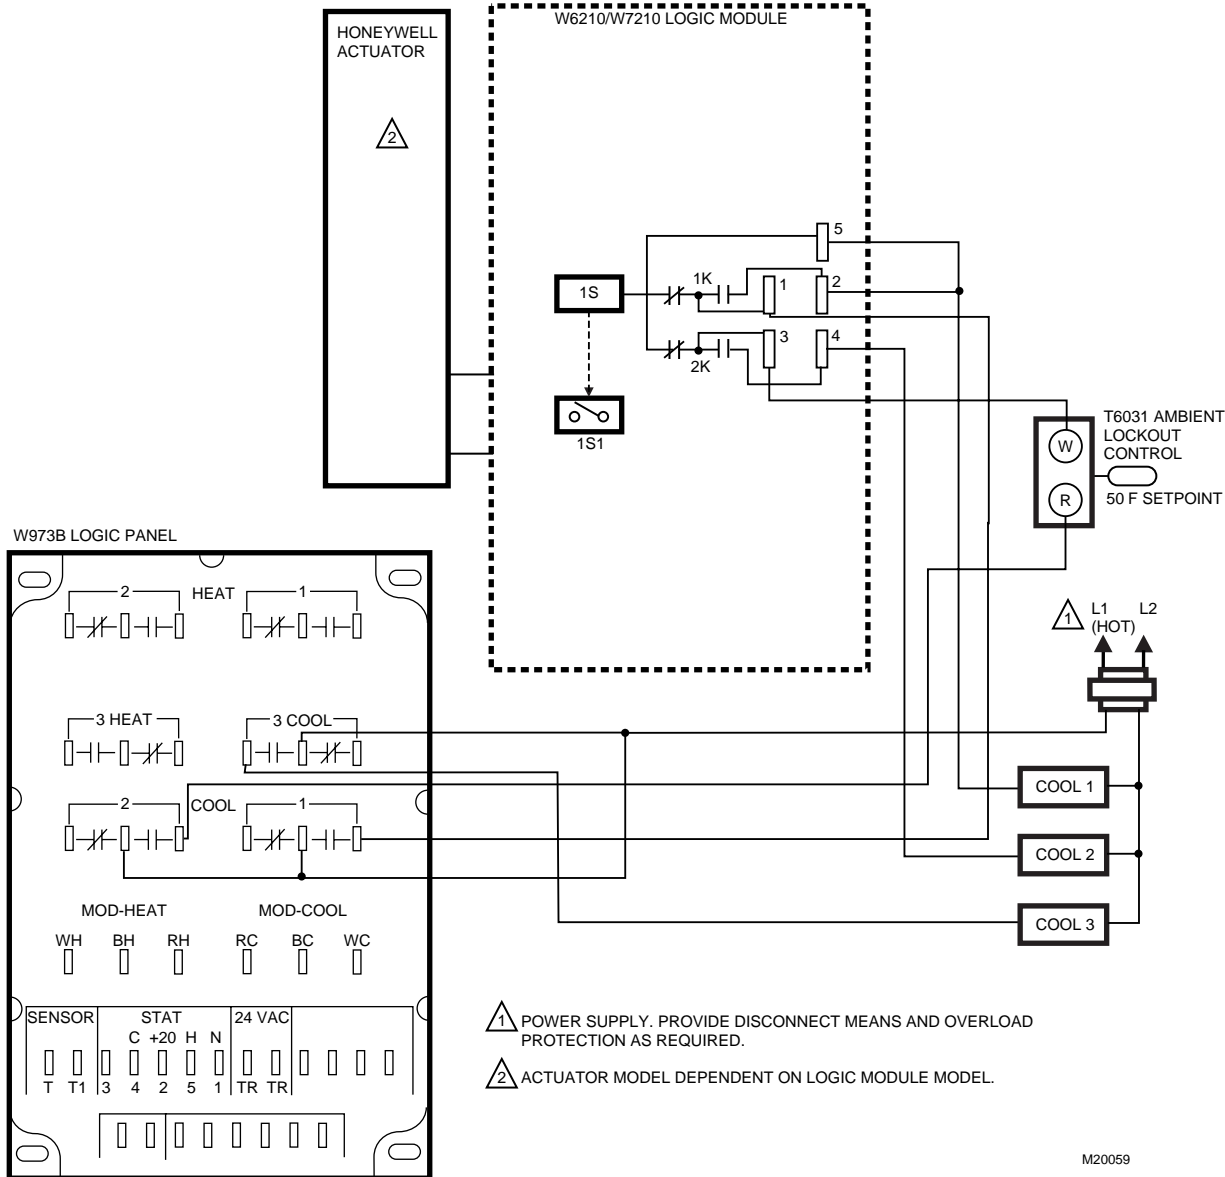 W6210/W7210 LOGIC MODULE
HONEYWELL
ACTUATOR
2
5
1K
1S
1
2
3
4
2K
1S1
T6031 AMBIENT
LOCKOUT
CONTROL
W
R
50 F SETPOINT
W973B LOGIC PANEL
2 HEAT 1
1 L1 L2
(HOT)
3 HEAT 3 COOL
2 COOL 1
COOL 1
COOL 2
COOL 3
MOD-HEAT MOD-COOL
WH BH RH RC BC WC
SENSOR STAT 24 VAC
C +20 H N
T T1 3 4 2 5 1 TR TR
1 POWER SUPPLY. PROVIDE DISCONNECT MEANS AND OVERLOAD
PROTECTION AS REQUIRED.
2 ACTUATOR MODEL DEPENDENT ON LOGIC MODULE MODEL.
M20059